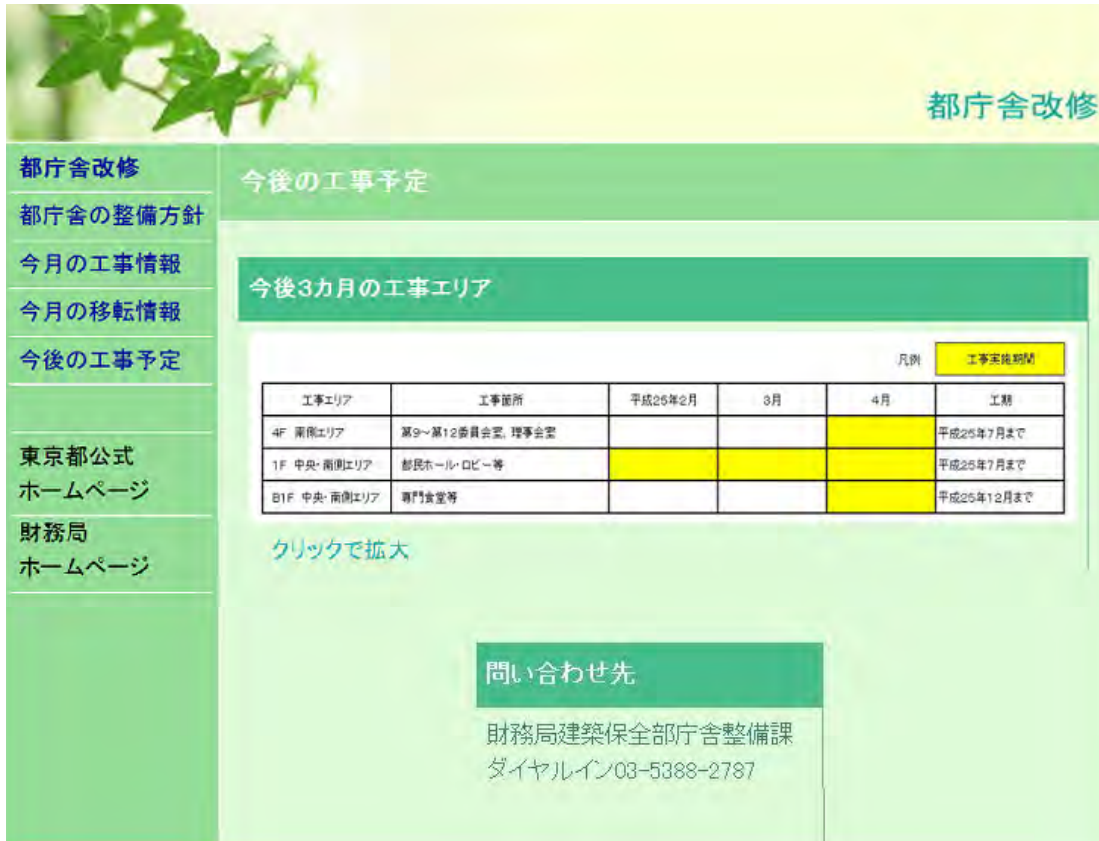 都庁舎改修
都庁舎改修
都庁舎の整備方針
今月の工事情報
今月の移転情報
今後の工事予定
東京都公式
ホームページ
財務局
ホームページ
今後の工事予定
今後3カ月の工事エリア
凡例 工事実施期間
工事エリア 工事箇所 平成25年2月 3月 4月 工期
4F 南側エリア 第9～第12委員会室, 理事会室 平成25年7月まで
1F 中央・南側エリア 都民ホール・ロビー等 平成25年7月まで
B1F 中央・南側エリア 専門食堂等 平成25年12月まで
クリックで拡大
問い合わせ先
財務局建築保全部庁舎整備課
ダイヤルイン03-5388-2787